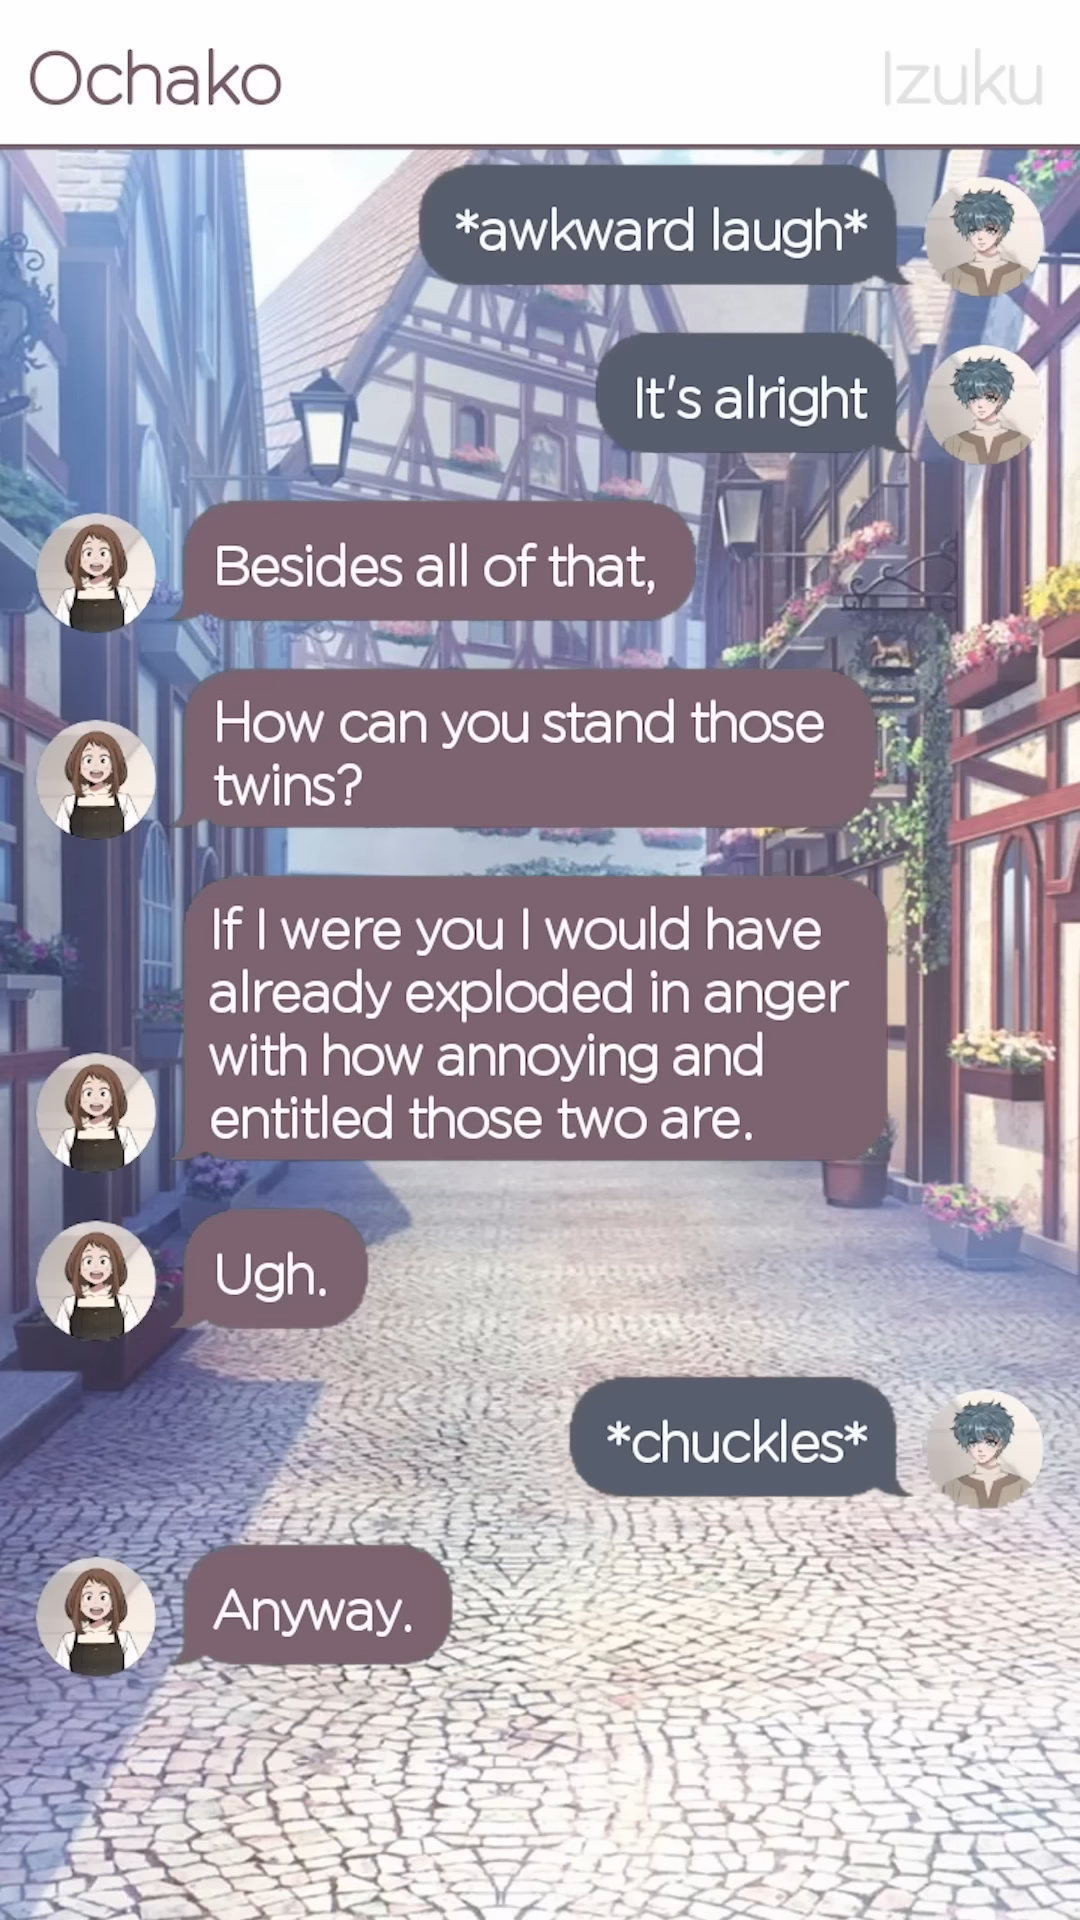 Ochako
Izuku
*awkward laugh*
It's alright
Besides all of that,
How can you stand those
twins?
If I were you I would have
already exploded in anger
with how annoying and
entitled those two are.
Ugh.
*chuckles*
Anyway.